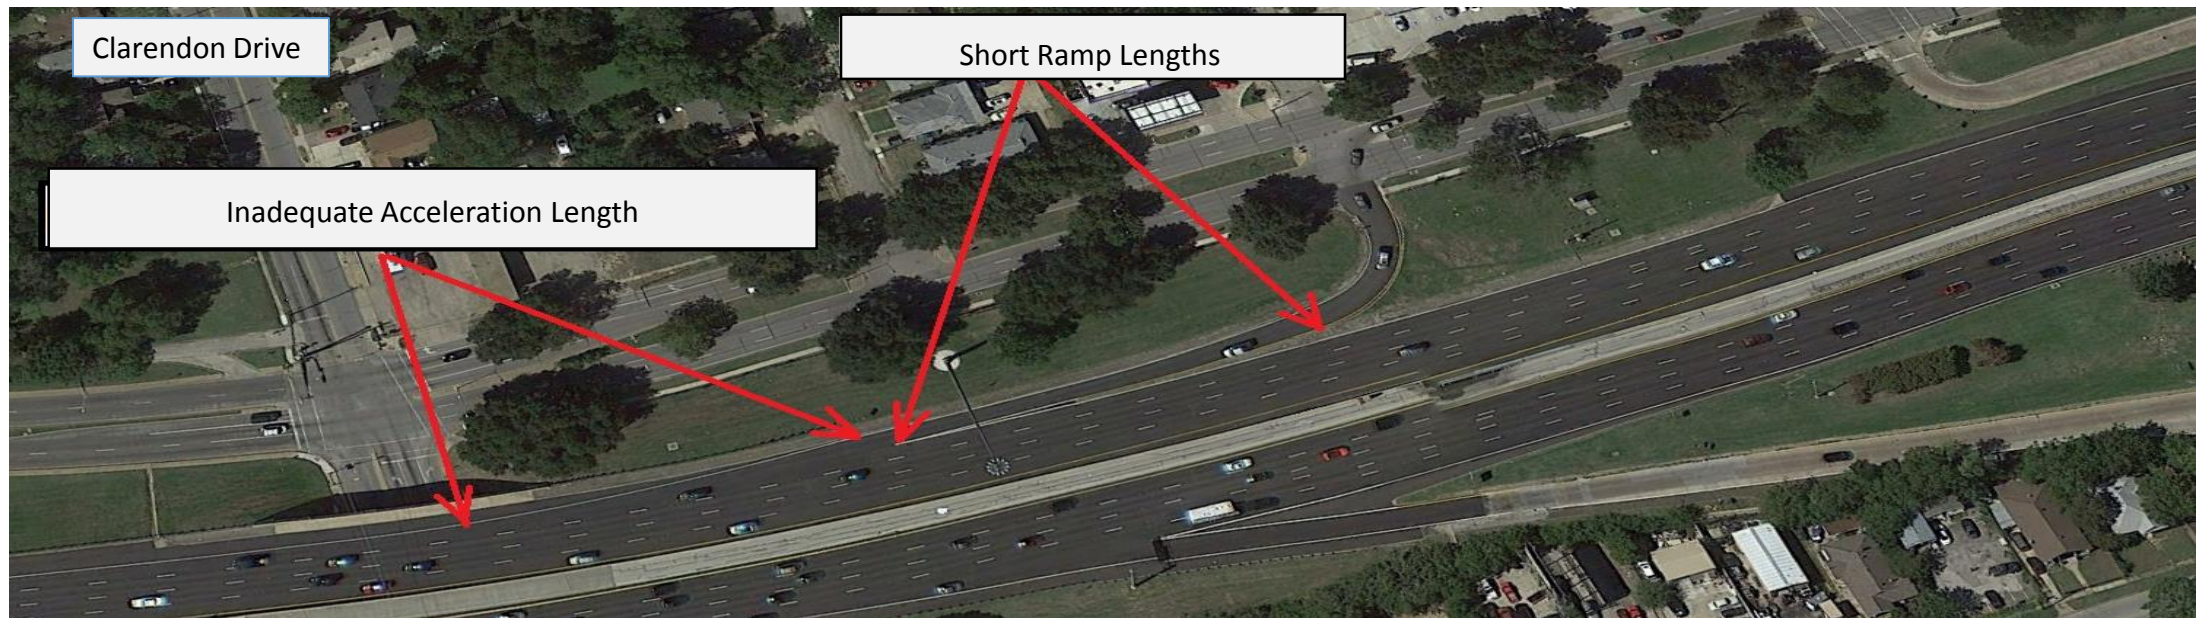 Clarendon Drive
Short Ramp Lengths
Inadequate Acceleration Length